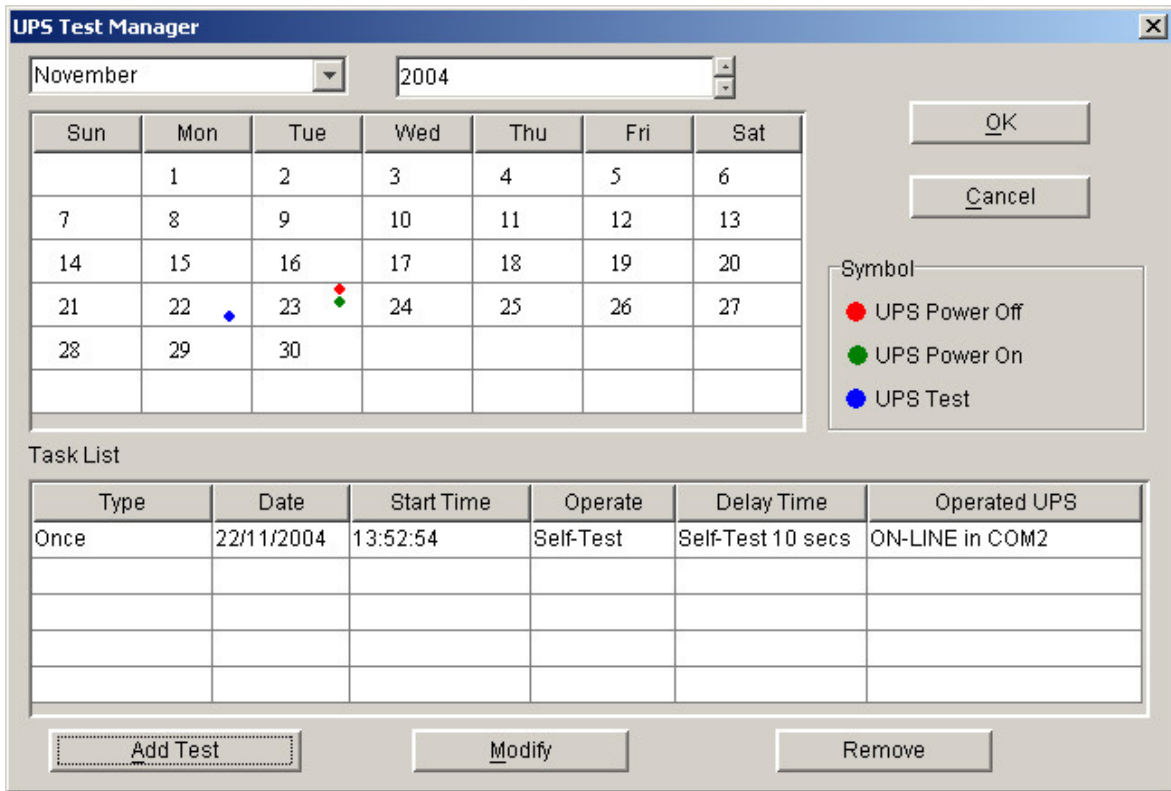 UPS Test Manager
November 2004
Sun Mon Tue Wed Thu Fri Sat
1 2 3 4 5 6
7 8 9 10 11 12 13
14 15 16 17 18 19 20
21 22 23 24 25 26 27
28 29 30
OK
Cancel
Symbol
UPS Power Off
UPS Power On
UPS Test
Task List
Type Date Start Time Operate Delay Time Operated UPS
Once 22/11/2004 13:52:54 Self-Test Self-Test 10 secs ON-LINE in COM2
Add Test Modify Remove